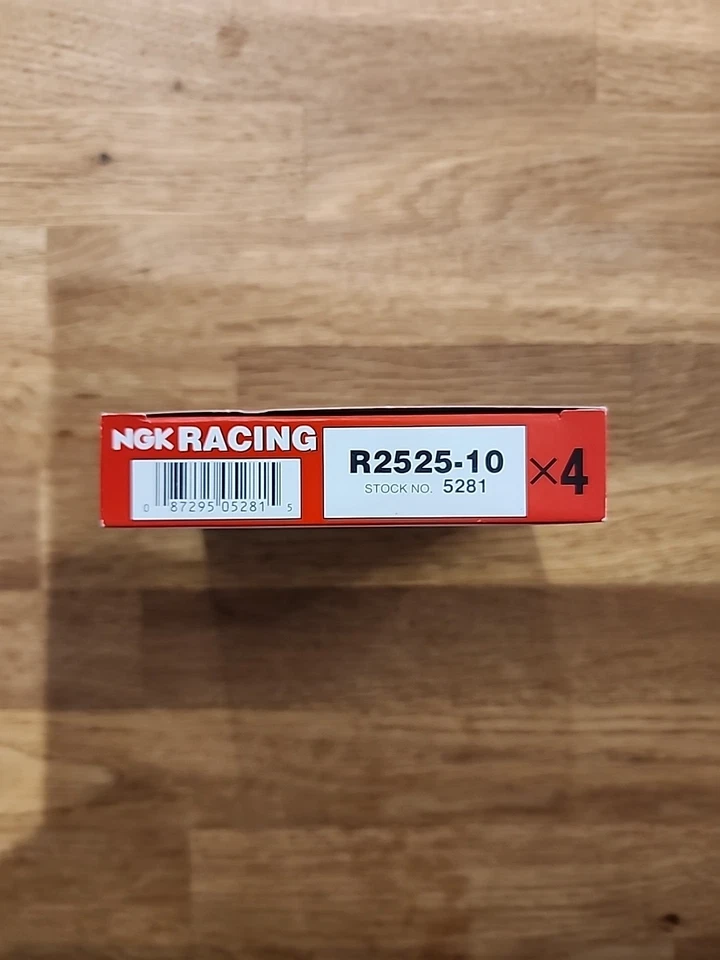 NGK RACING
0 87295 05281 5
R2525-10
STOCK NO. 5281
×4